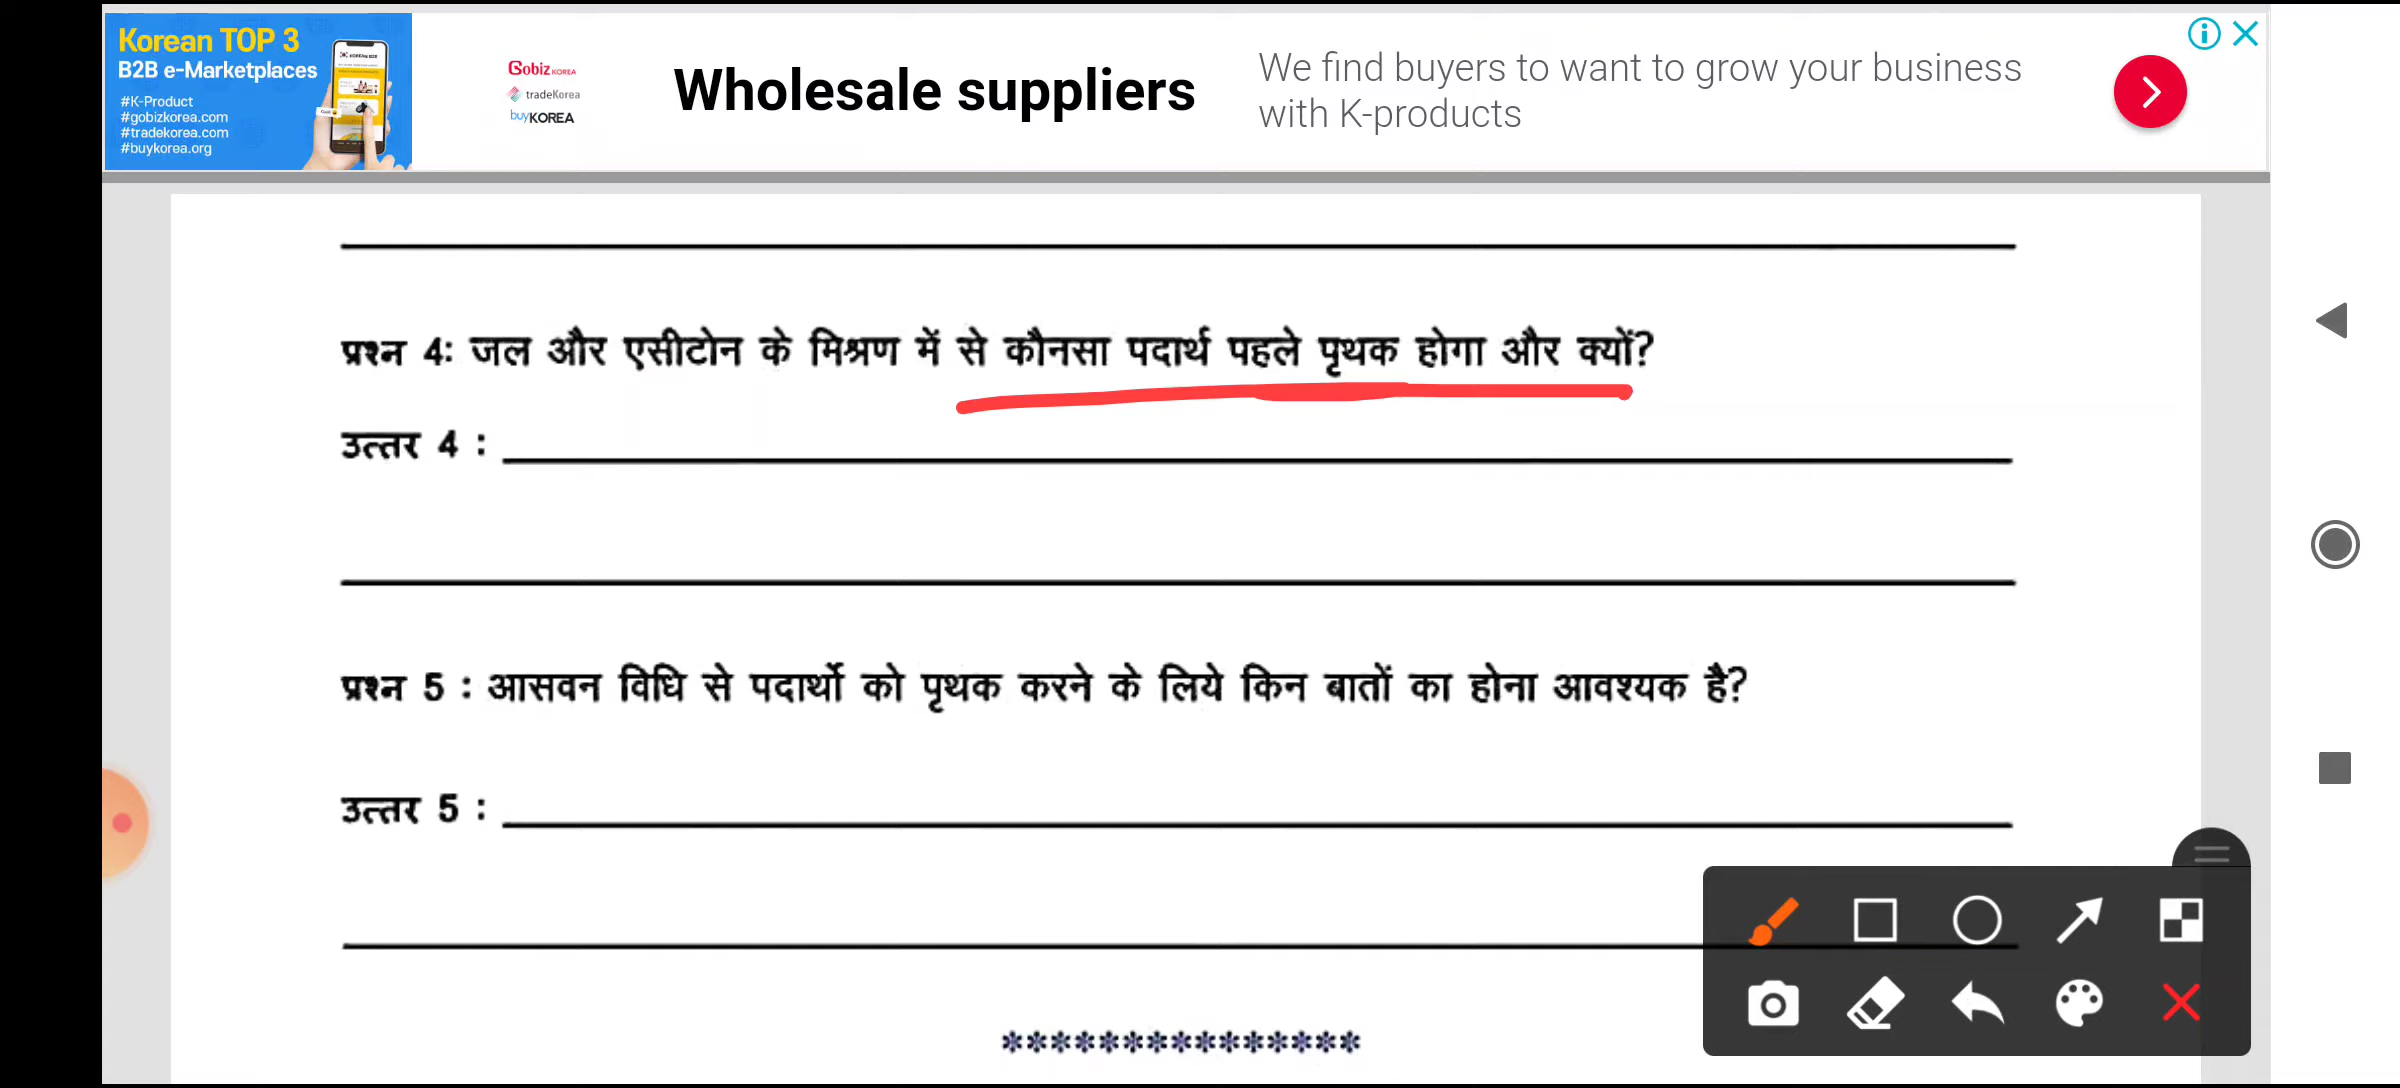 Korean TOP 3
B2B e-Marketplaces
#K-Product
#gobizkorea.com
#tradekorea.com
#buykorea.org
Gobiz KOREA
tradeKorea
buyKOREA
Wholesale suppliers
We find buyers to want to grow your business
with K-products
प्रश्न 4: जल और एसीटोन के मिश्रण में से कौनसा पदार्थ पहले पृथक होगा और क्यों?
उत्तर 4 :
प्रश्न 5 : आसवन विधि से पदार्थो को पृथक करने के लिये किन बातों का होना आवश्यक है?
उत्तर 5 :
***************